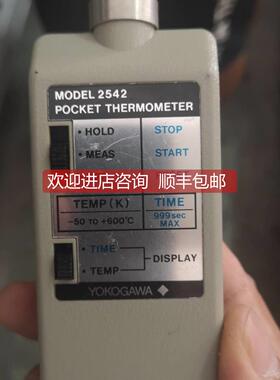 MODEL 2542
POCKET THERMOMETER
• HOLD STOP
• MEAS START
欢迎进店咨询 顺丰包邮
TEMP (K) TIME
-50 TO +600°C 999sec MAX
• TIME
• TEMP DISPLAY
YOKOGAWA